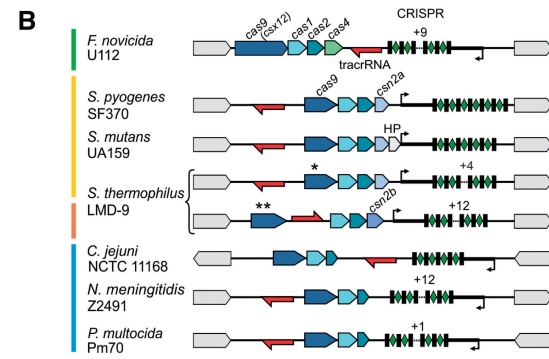 B
CRISPR
cas9
(csx12)
cas1
cas2
cas4
+9
F. novicida
U112
tracrRNA
cas9
csn2a
S. pyogenes
SF370
HP
S. mutans
UA159
*
+4
S. thermophilus
LMD-9
**
csn2b
+12
C. jejuni
NCTC 11168
+12
N. meningitidis
Z2491
+1
P. multocida
Pm70